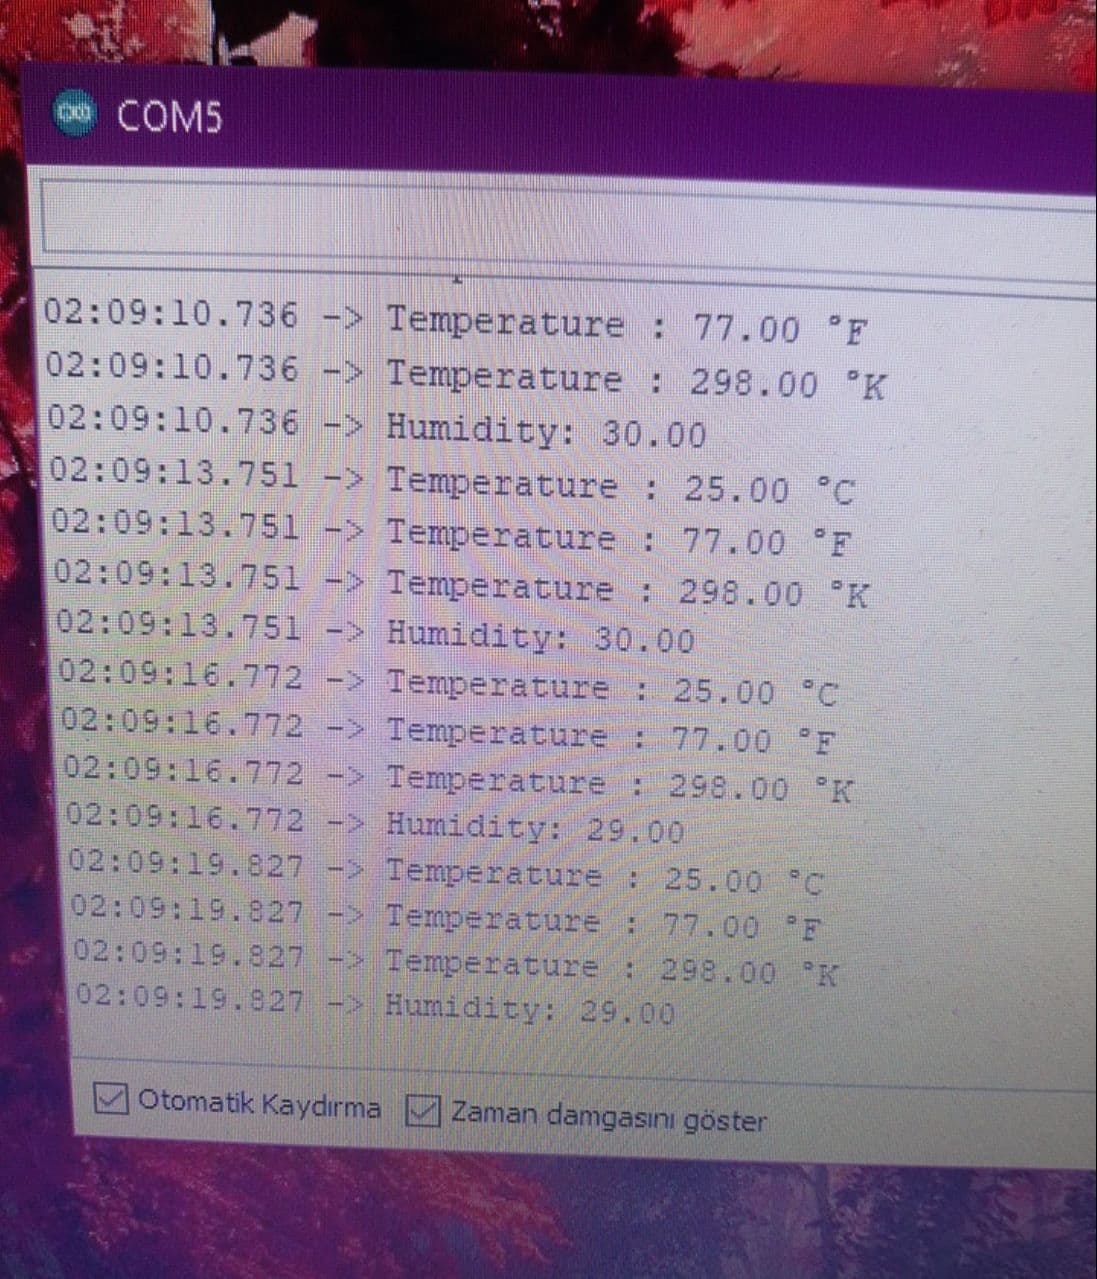 COM5
02:09:10.736 -> Temperature : 77.00 °F
02:09:10.736 -> Temperature : 298.00 °K
02:09:10.736 -> Humidity: 30.00
02:09:13.751 -> Temperature : 25.00 °C
02:09:13.751 -> Temperature : 77.00 °F
02:09:13.751 -> Temperature : 298.00 °K
02:09:13.751 -> Humidity: 30.00
02:09:16.772 -> Temperature : 25.00 °C
02:09:16.772 -> Temperature : 77.00 °F
02:09:16.772 -> Temperature : 298.00 °K
02:09:16.772 -> Humidity: 29.00
02:09:19.827 -> Temperature : 25.00 °C
02:09:19.827 -> Temperature : 77.00 °F
02:09:19.827 -> Temperature : 298.00 °K
02:09:19.827 -> Humidity: 29.00
Otomatik Kaydırma Zaman damgasını göster